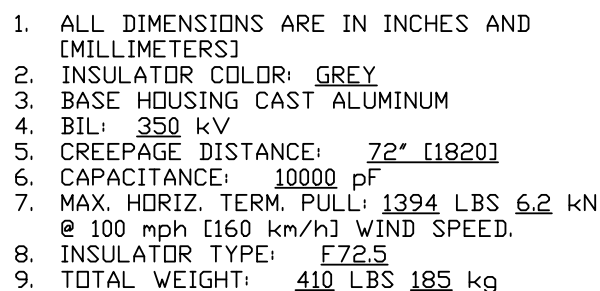 1. ALL DIMENSIONS ARE IN INCHES AND
[MILLIMETERS]
2. INSULATOR COLOR: GREY
3. BASE HOUSING CAST ALUMINUM
4. BIL: 350 kV
5. CREEPAGE DISTANCE: 72" [1820]
6. CAPACITANCE: 10000 pF
7. MAX. HORIZ. TERM. PULL: 1394 LBS 6.2 kN
@ 100 mph [160 km/h] WIND SPEED.
8. INSULATOR TYPE: F72.5
9. TOTAL WEIGHT: 410 LBS 185 kg